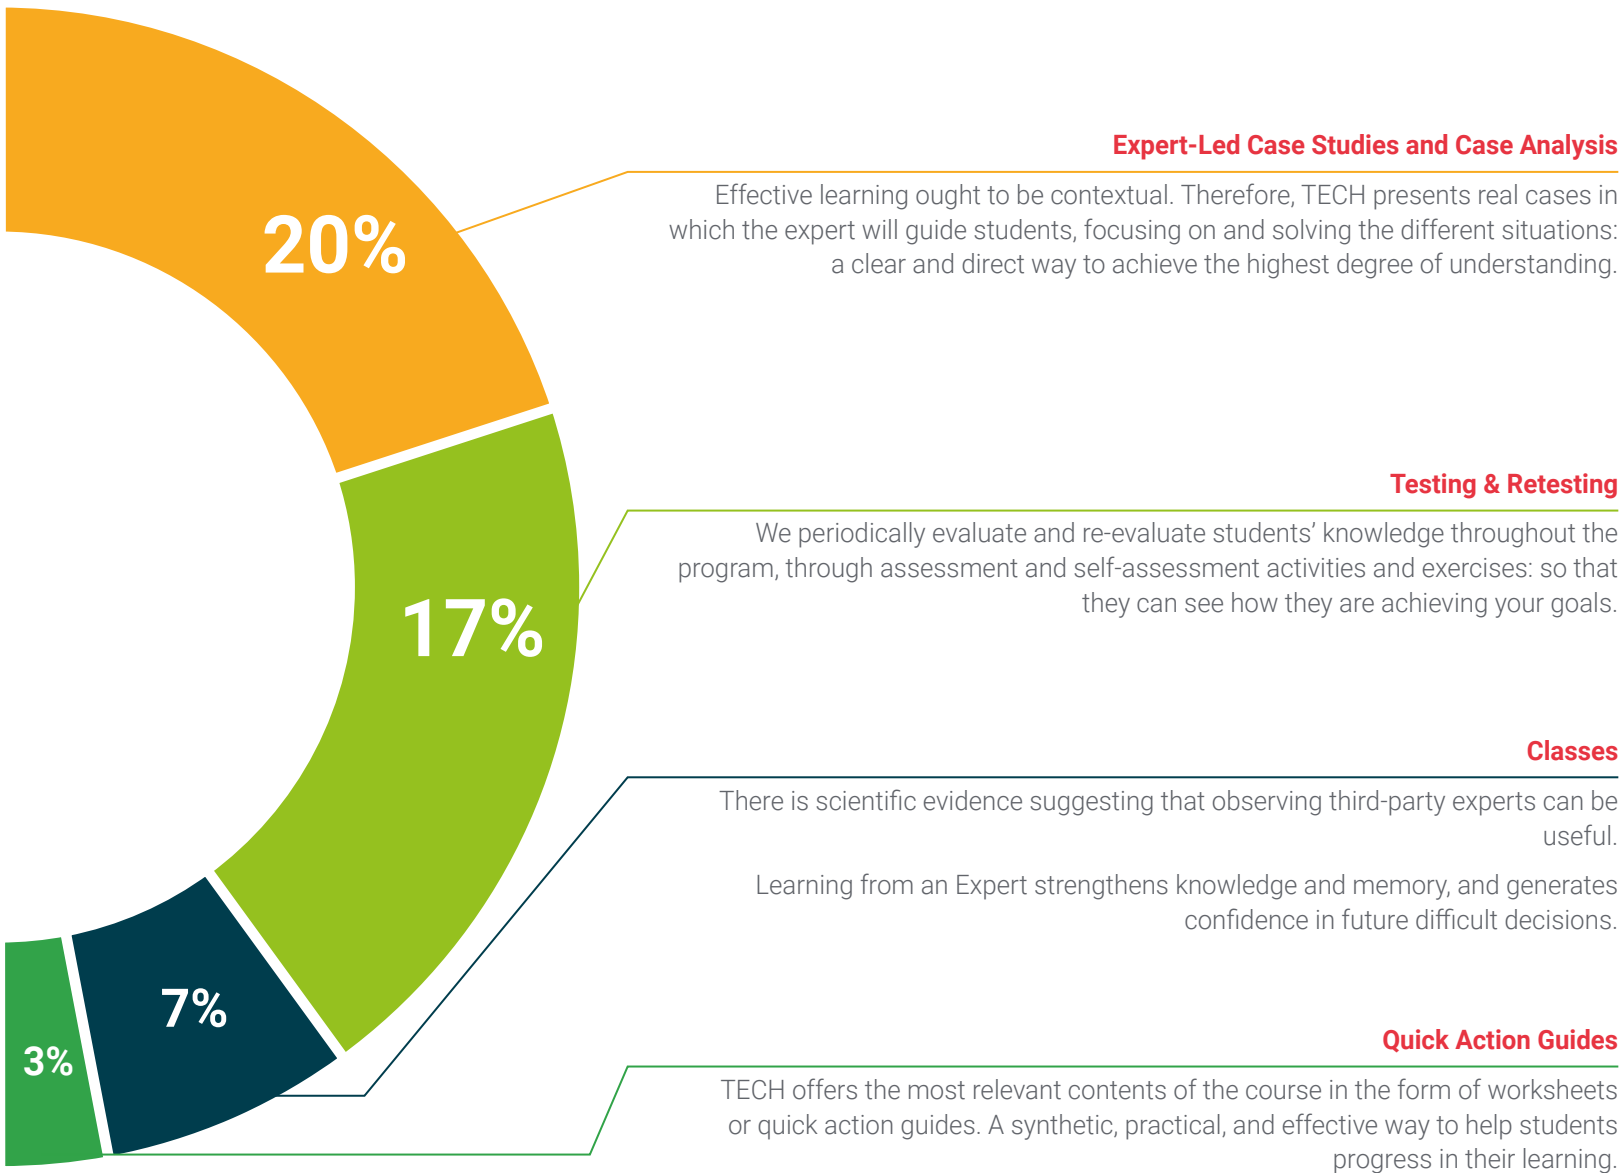 20%
Expert-Led Case Studies and Case Analysis
Effective learning ought to be contextual. Therefore, TECH presents real cases in
which the expert will guide students, focusing on and solving the different situations:
a clear and direct way to achieve the highest degree of understanding.
17%
Testing & Retesting
We periodically evaluate and re-evaluate students’ knowledge throughout the
program, through assessment and self-assessment activities and exercises: so that
they can see how they are achieving your goals.
7%
Classes
There is scientific evidence suggesting that observing third-party experts can be
useful.
Learning from an Expert strengthens knowledge and memory, and generates
confidence in future difficult decisions.
3%
Quick Action Guides
TECH offers the most relevant contents of the course in the form of worksheets
or quick action guides. A synthetic, practical, and effective way to help students
progress in their learning.